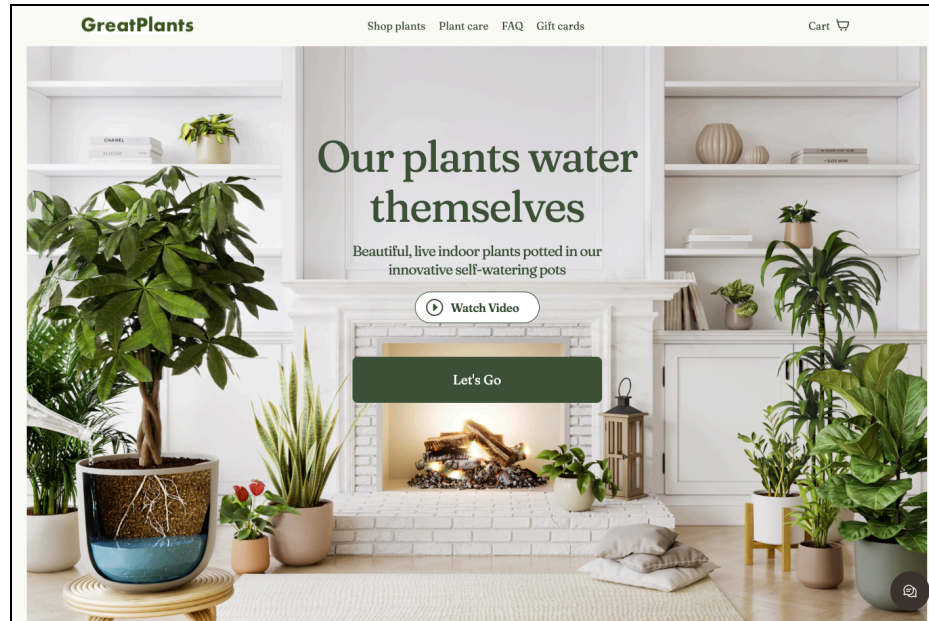 GreatPlants
Shop plants Plant care FAQ Gift cards
Cart
Our plants water
themselves
Beautiful, live indoor plants potted in our
innovative self-watering pots
Watch Video
Let's Go
CHANEL